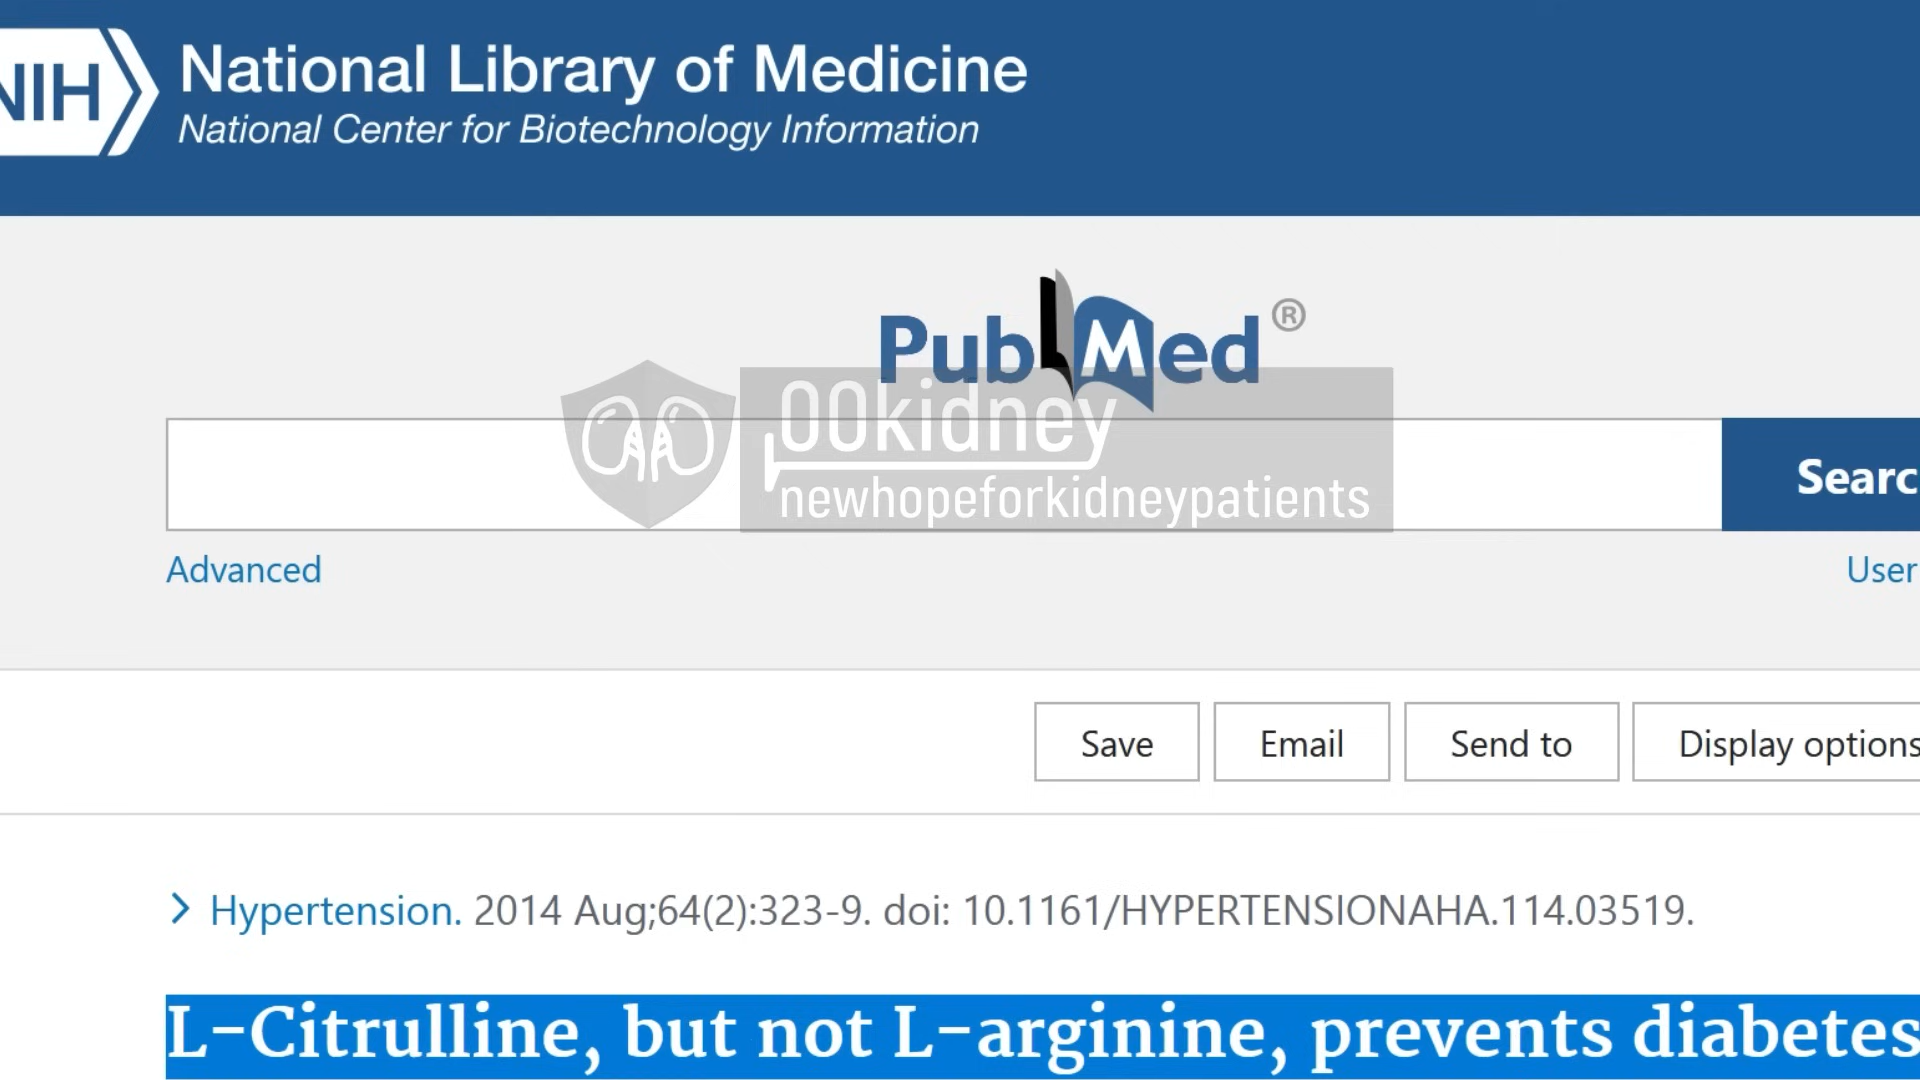 NIH
National Library of Medicine
National Center for Biotechnology Information
PubMed®
00kidney
newhopeforkidneypatients
Searc
Advanced
User
Save Email Send to Display options
Hypertension. 2014 Aug;64(2):323-9. doi: 10.1161/HYPERTENSIONAHA.114.03519.
L-Citrulline, but not L-arginine, prevents diabetes